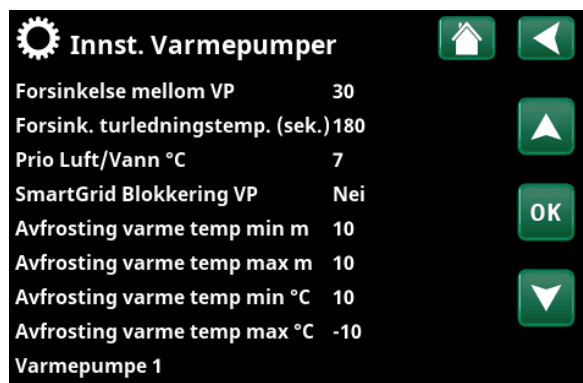 Innst. Varmepumper
Forsinkelse mellom VP 30
Forsink. turledningstemp. (sek.) 180
Prio Luft/Vann °C 7
SmartGrid Blokkering VP Nei
OK
Avfrosting varme temp min m 10
Avfrosting varme temp max m 10
Avfrosting varme temp min °C 10
Avfrosting varme temp max °C -10
Varmepumpe 1